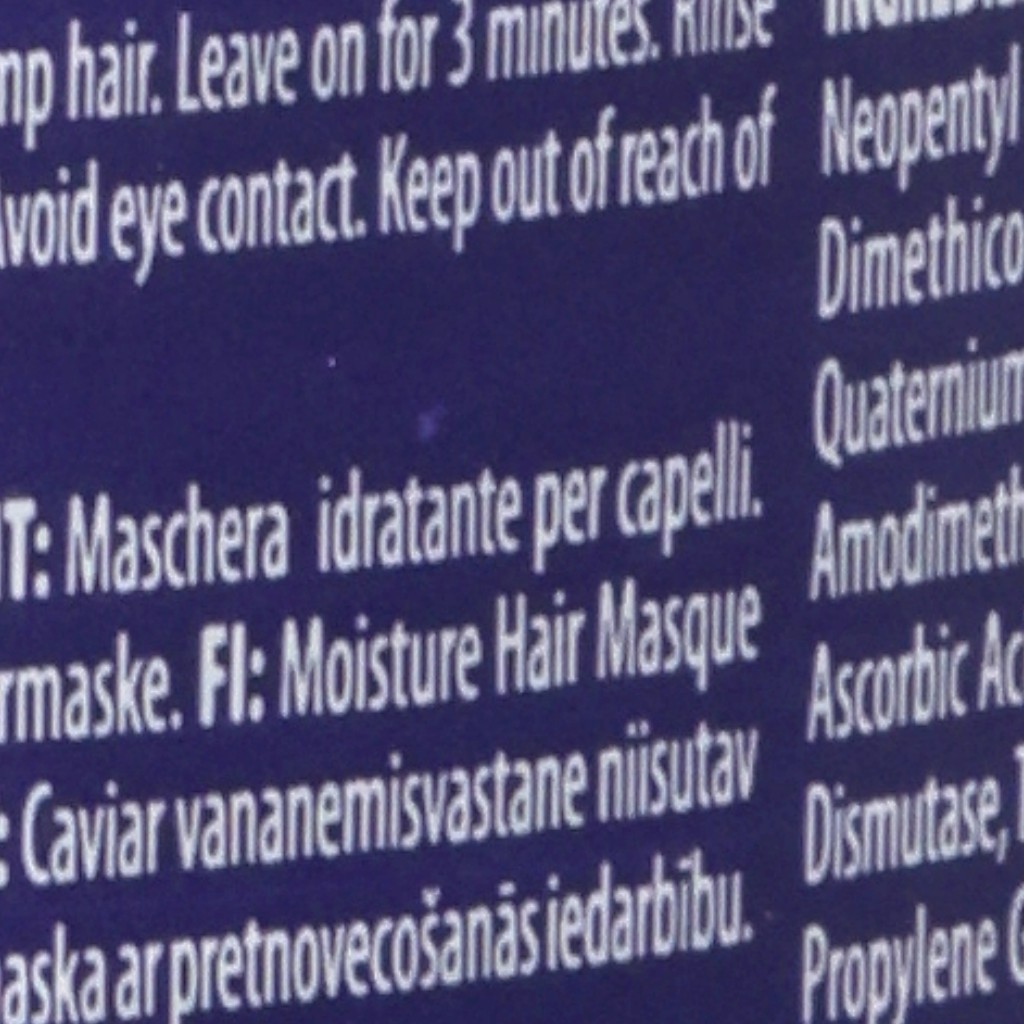 hair. Leave on for 3 minutes. Rinse
Avoid eye contact. Keep out of reach of
IT: Maschera idratante per capelli.
rmaske. FI: Moisture Hair Masque
: Caviar vananemisvastane niisutav
aska ar pretnovecošanās iedarbību.
Neopentyl
Dimethico
Quaternium
Amodimeth
Ascorbic Ac
Dismutase,
Propylene G